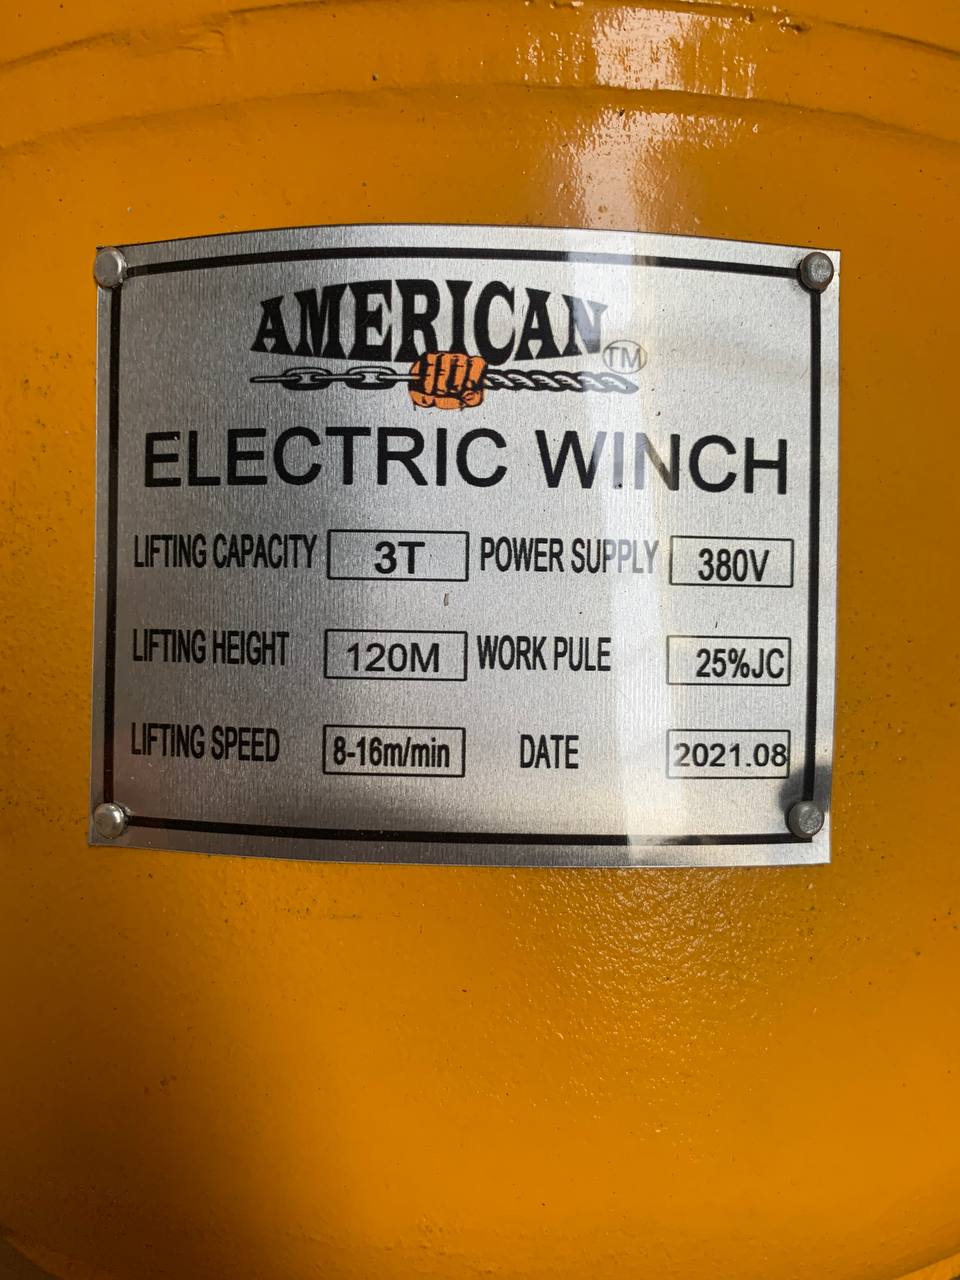 AMERICAN TM
ELECTRIC WINCH
LIFTING CAPACITY 3T POWER SUPPLY 380V
LIFTING HEIGHT 120M WORK PULE 25%JC
LIFTING SPEED 8-16m/min DATE 2021.08